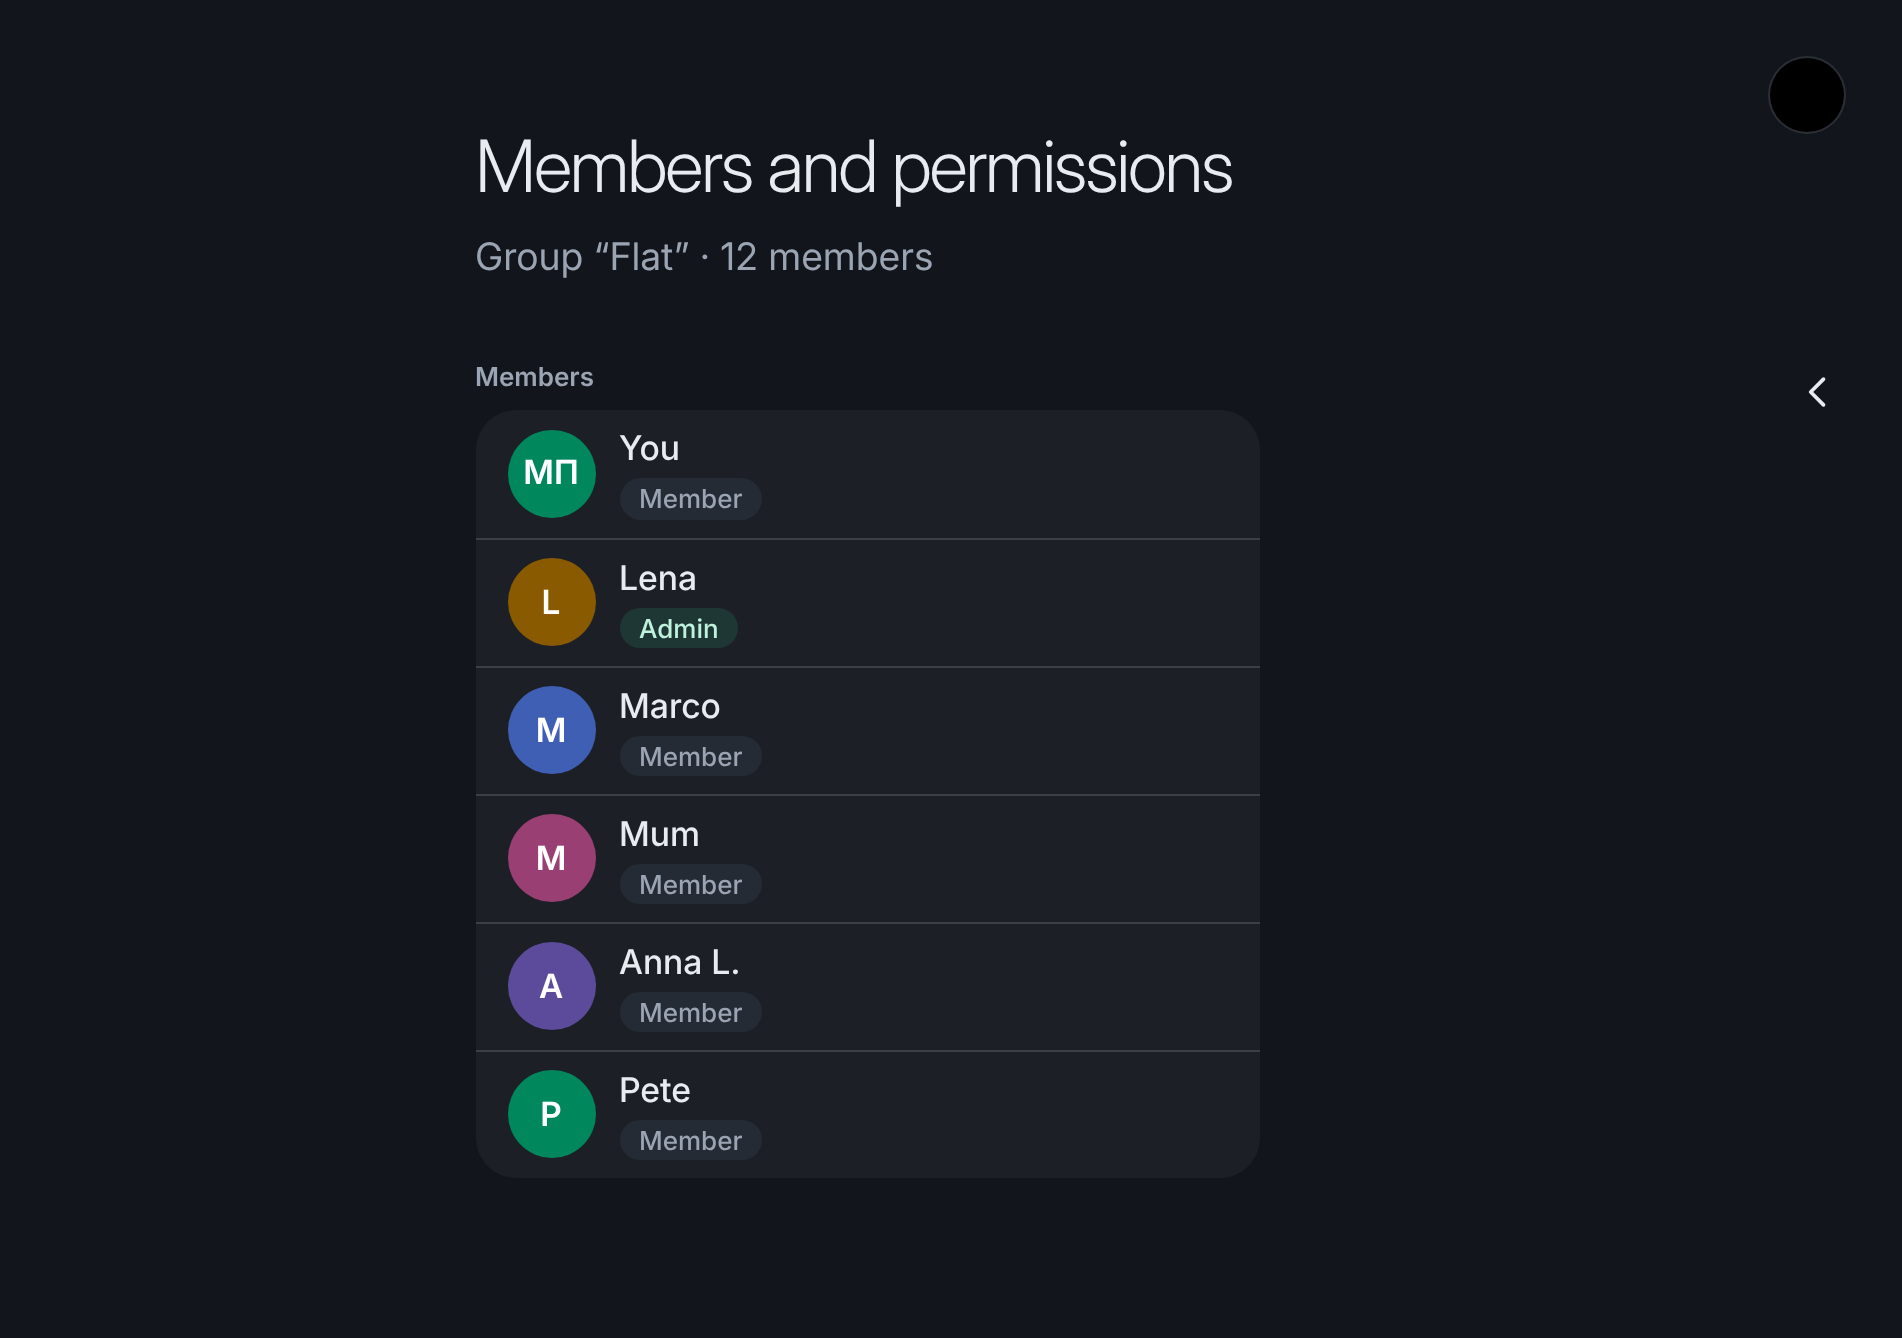 Members and permissions
Group “Flat” · 12 members
Members
МП
You
Member
L
Lena
Admin
M
Marco
Member
M
Mum
Member
A
Anna L.
Member
P
Pete
Member